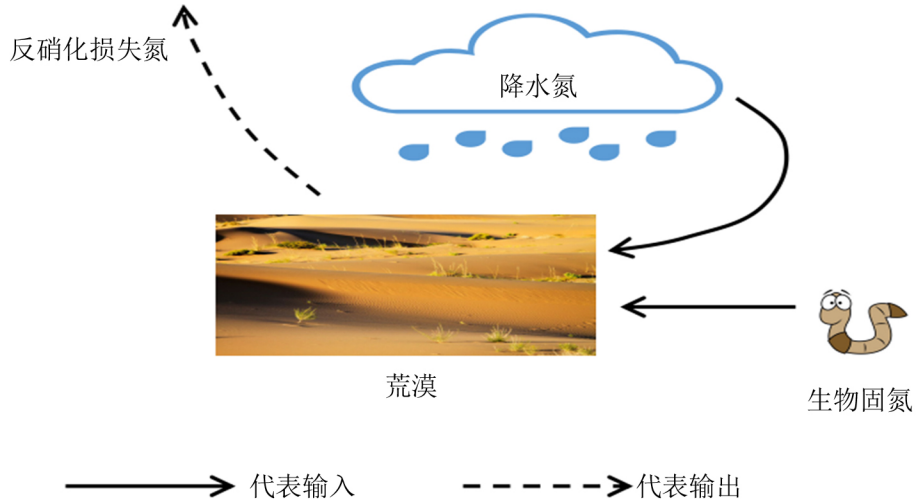 反硝化损失氮
降水氮
荒漠
生物固氮
代表输入
代表输出